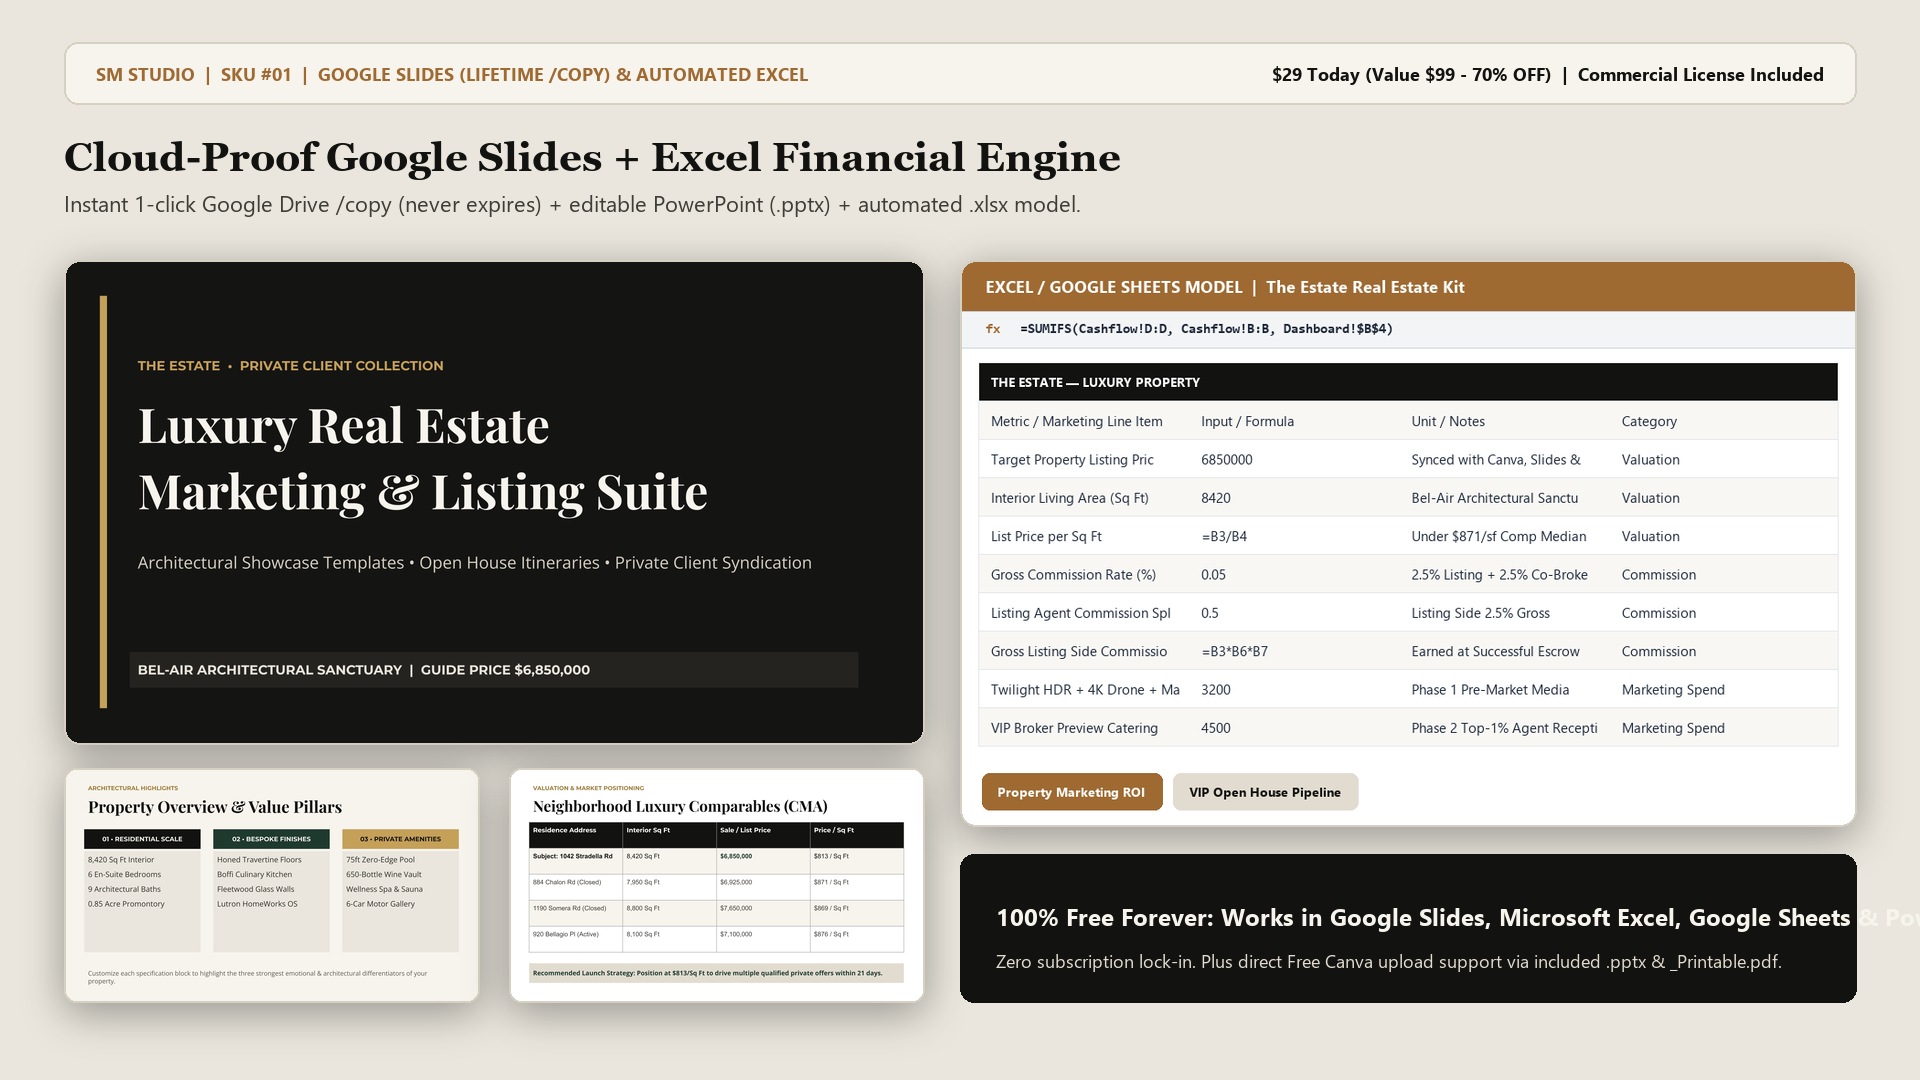 SM STUDIO | SKU #01 | GOOGLE SLIDES (LIFETIME /COPY) & AUTOMATED EXCEL
$29 Today (Value $99 - 70% OFF) | Commercial License Included
Cloud-Proof Google Slides + Excel Financial Engine
Instant 1-click Google Drive /copy (never expires) + editable PowerPoint (.pptx) + automated .xlsx model.
THE ESTATE • PRIVATE CLIENT COLLECTION
Luxury Real Estate
Marketing & Listing Suite
Architectural Showcase Templates • Open House Itineraries • Private Client Syndication
BEL-AIR ARCHITECTURAL SANCTUARY | GUIDE PRICE $6,850,000
ARCHITECTURAL HIGHLIGHTS
Property Overview & Value Pillars
01 • RESIDENTIAL SCALE
8,420 Sq Ft Interior
6 En-Suite Bedrooms
9 Architectural Baths
0.85 Acre Promontory
02 • BESPOKE FINISHES
Honed Travertine Floors
Boffi Culinary Kitchen
Fleetwood Glass Walls
Lutron HomeWorks OS
03 • PRIVATE AMENITIES
75ft Zero-Edge Pool
650-Bottle Wine Vault
Wellness Spa & Sauna
6-Car Motor Gallery
Customize each specification block to highlight the three strongest emotional & architectural differentiators of your
property.
VALUATION & MARKET POSITIONING
Neighborhood Luxury Comparables (CMA)
Residence Address Interior Sq Ft Sale / List Price Price / Sq Ft
Subject: 1042 Stradella Rd 8,420 Sq Ft $6,850,000 $813 / Sq Ft
884 Chalon Rd (Closed) 7,950 Sq Ft $6,925,000 $871 / Sq Ft
1190 Somera Rd (Closed) 8,800 Sq Ft $7,650,000 $869 / Sq Ft
920 Bellagio Pl (Active) 8,100 Sq Ft $7,100,000 $876 / Sq Ft
Recommended Launch Strategy: Position at $813/Sq Ft to drive multiple qualified private offers within 21 days.
EXCEL / GOOGLE SHEETS MODEL | The Estate Real Estate Kit
fx =SUMIFS(Cashflow!D:D, Cashflow!B:B, Dashboard!$B$4)
THE ESTATE — LUXURY PROPERTY
Metric / Marketing Line Item Input / Formula Unit / Notes Category
Target Property Listing Pric 6850000 Synced with Canva, Slides & Valuation
Interior Living Area (Sq Ft) 8420 Bel-Air Architectural Sanctu Valuation
List Price per Sq Ft =B3/B4 Under $871/sf Comp Median Valuation
Gross Commission Rate (%) 0.05 2.5% Listing + 2.5% Co-Broke Commission
Listing Agent Commission Spl 0.5 Listing Side 2.5% Gross Commission
Gross Listing Side Commissio =B3*B6*B7 Earned at Successful Escrow Commission
Twilight HDR + 4K Drone + Ma 3200 Phase 1 Pre-Market Media Marketing Spend
VIP Broker Preview Catering 4500 Phase 2 Top-1% Agent Recepti Marketing Spend
Property Marketing ROI
VIP Open House Pipeline
100% Free Forever: Works in Google Slides, Microsoft Excel, Google Sheets &
Zero subscription lock-in. Plus direct Free Canva upload support via included .pptx & _Printable.pdf.